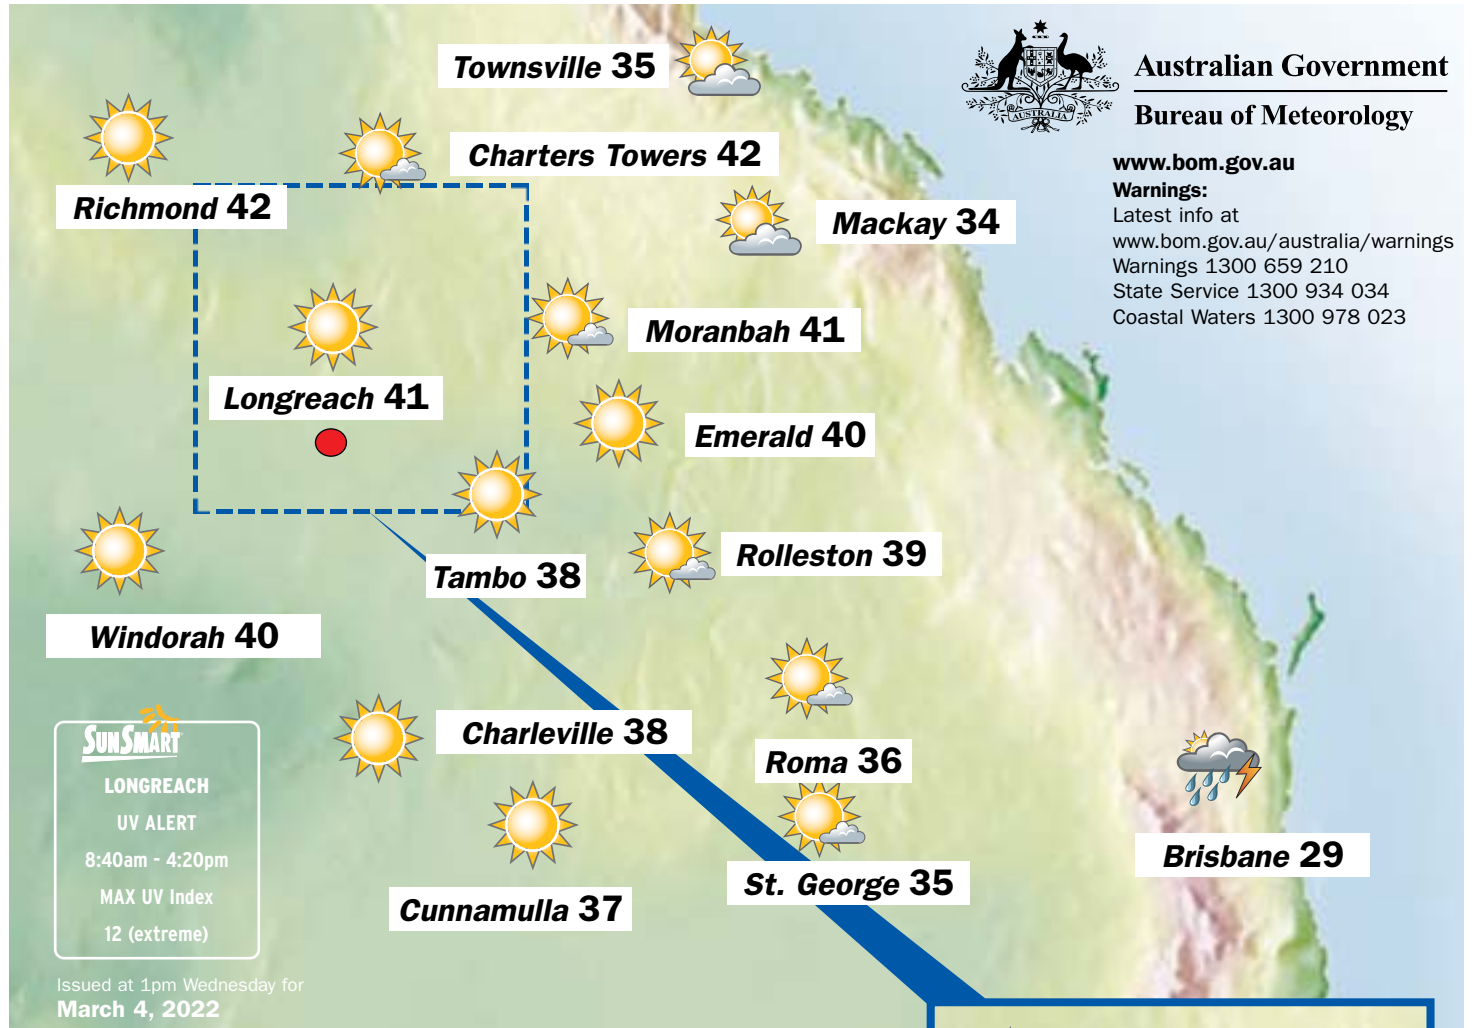 Townsville 35
Australian Government
Bureau of Meteorology
AUSTRALIA
www.bom.gov.au
Warnings:
Latest info at
www.bom.gov.au/australia/warnings
Warnings 1300 659 210
State Service 1300 934 034
Coastal Waters 1300 978 023
Charters Towers 42
Richmond 42
Mackay 34
Moranbah 41
Longreach 41
Emerald 40
Rolleston 39
Tambo 38
Windorah 40
Charleville 38
Roma 36
Brisbane 29
St. George 35
Cunnamulla 37
SUNSMART
LONGREACH
UV ALERT
8:40am - 4:20pm
MAX UV Index
12 (extreme)
Issued at 1pm Wednesday for
March 4, 2022